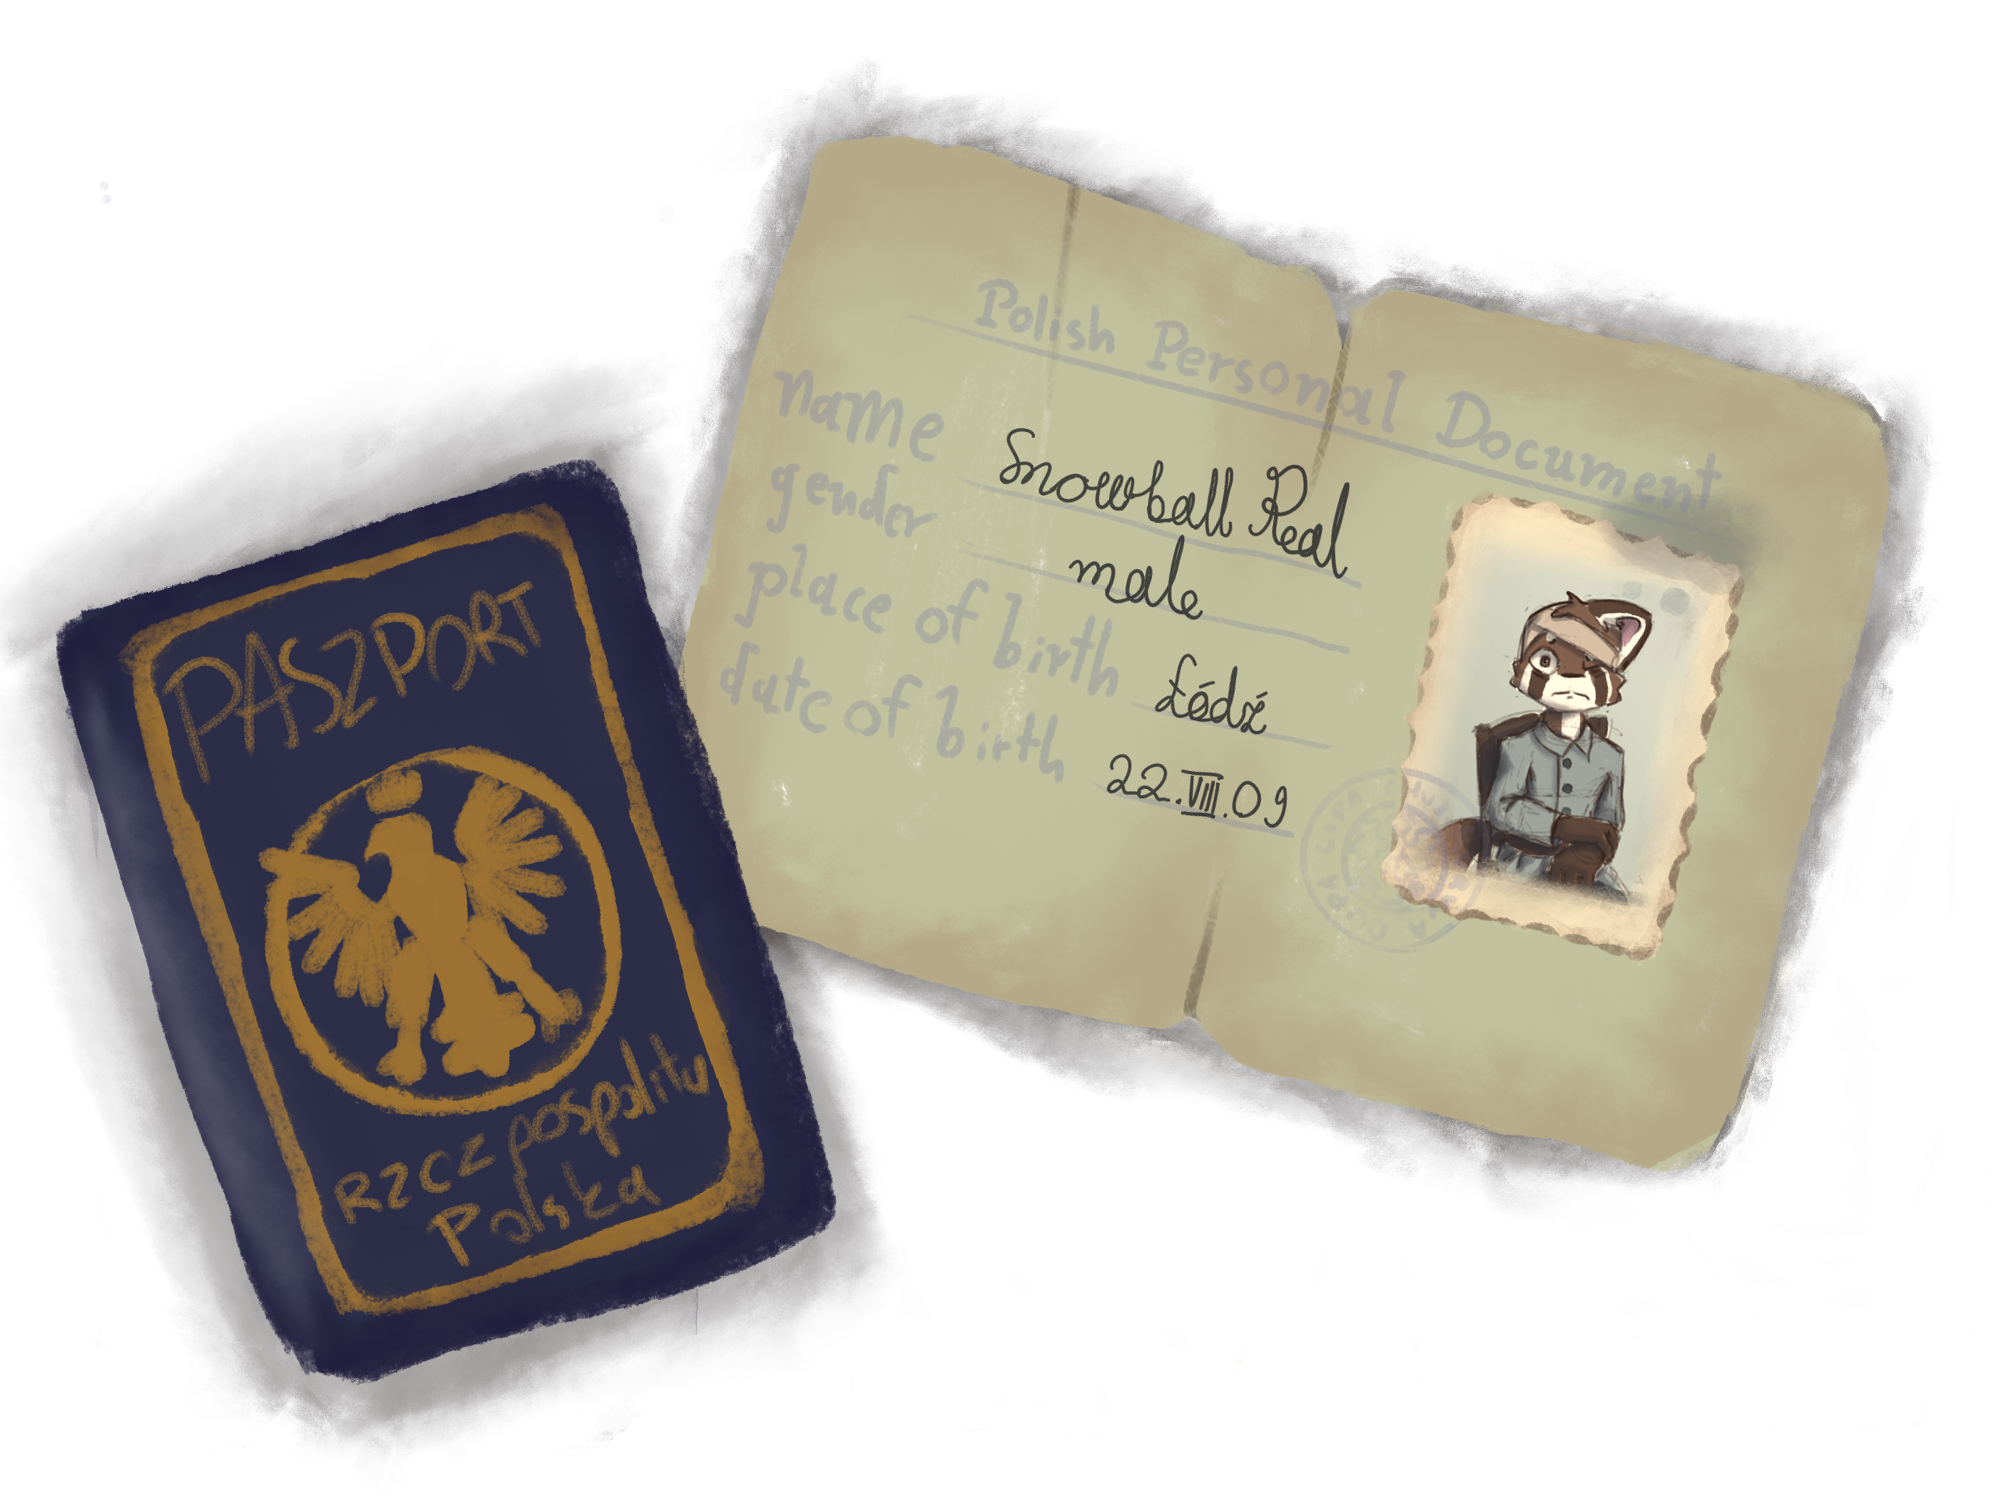 PASZPORT
Rzeczpospolitu
Polska
Polish Personal Document
name Snowball Real
gender male
place of birth Łódź
date of birth 22.VIII.09